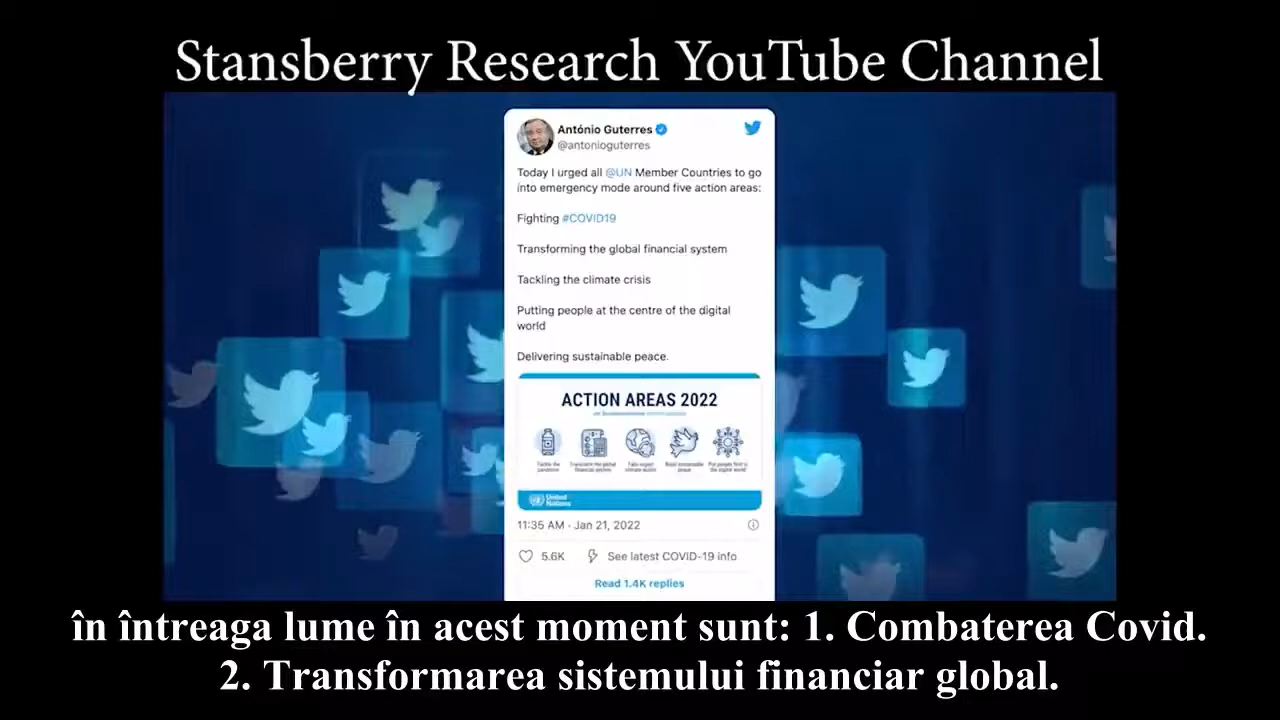 Stansberry Research YouTube Channel
António Guterres
@antonioguterres
Today I urged all @UN Member Countries to go
into emergency mode around five action areas:
Fighting #COVID19
Transforming the global financial system
Tackling the climate crisis
Putting people at the centre of the digital
world
Delivering sustainable peace.
ACTION AREAS 2022
United
Nations
11:35 AM · Jan 21, 2022
5.6K See latest COVID-19 info
Read 1.4K replies
în întreaga lume în acest moment sunt: 1. Combaterea Covid.
2. Transformarea sistemului financiar global.